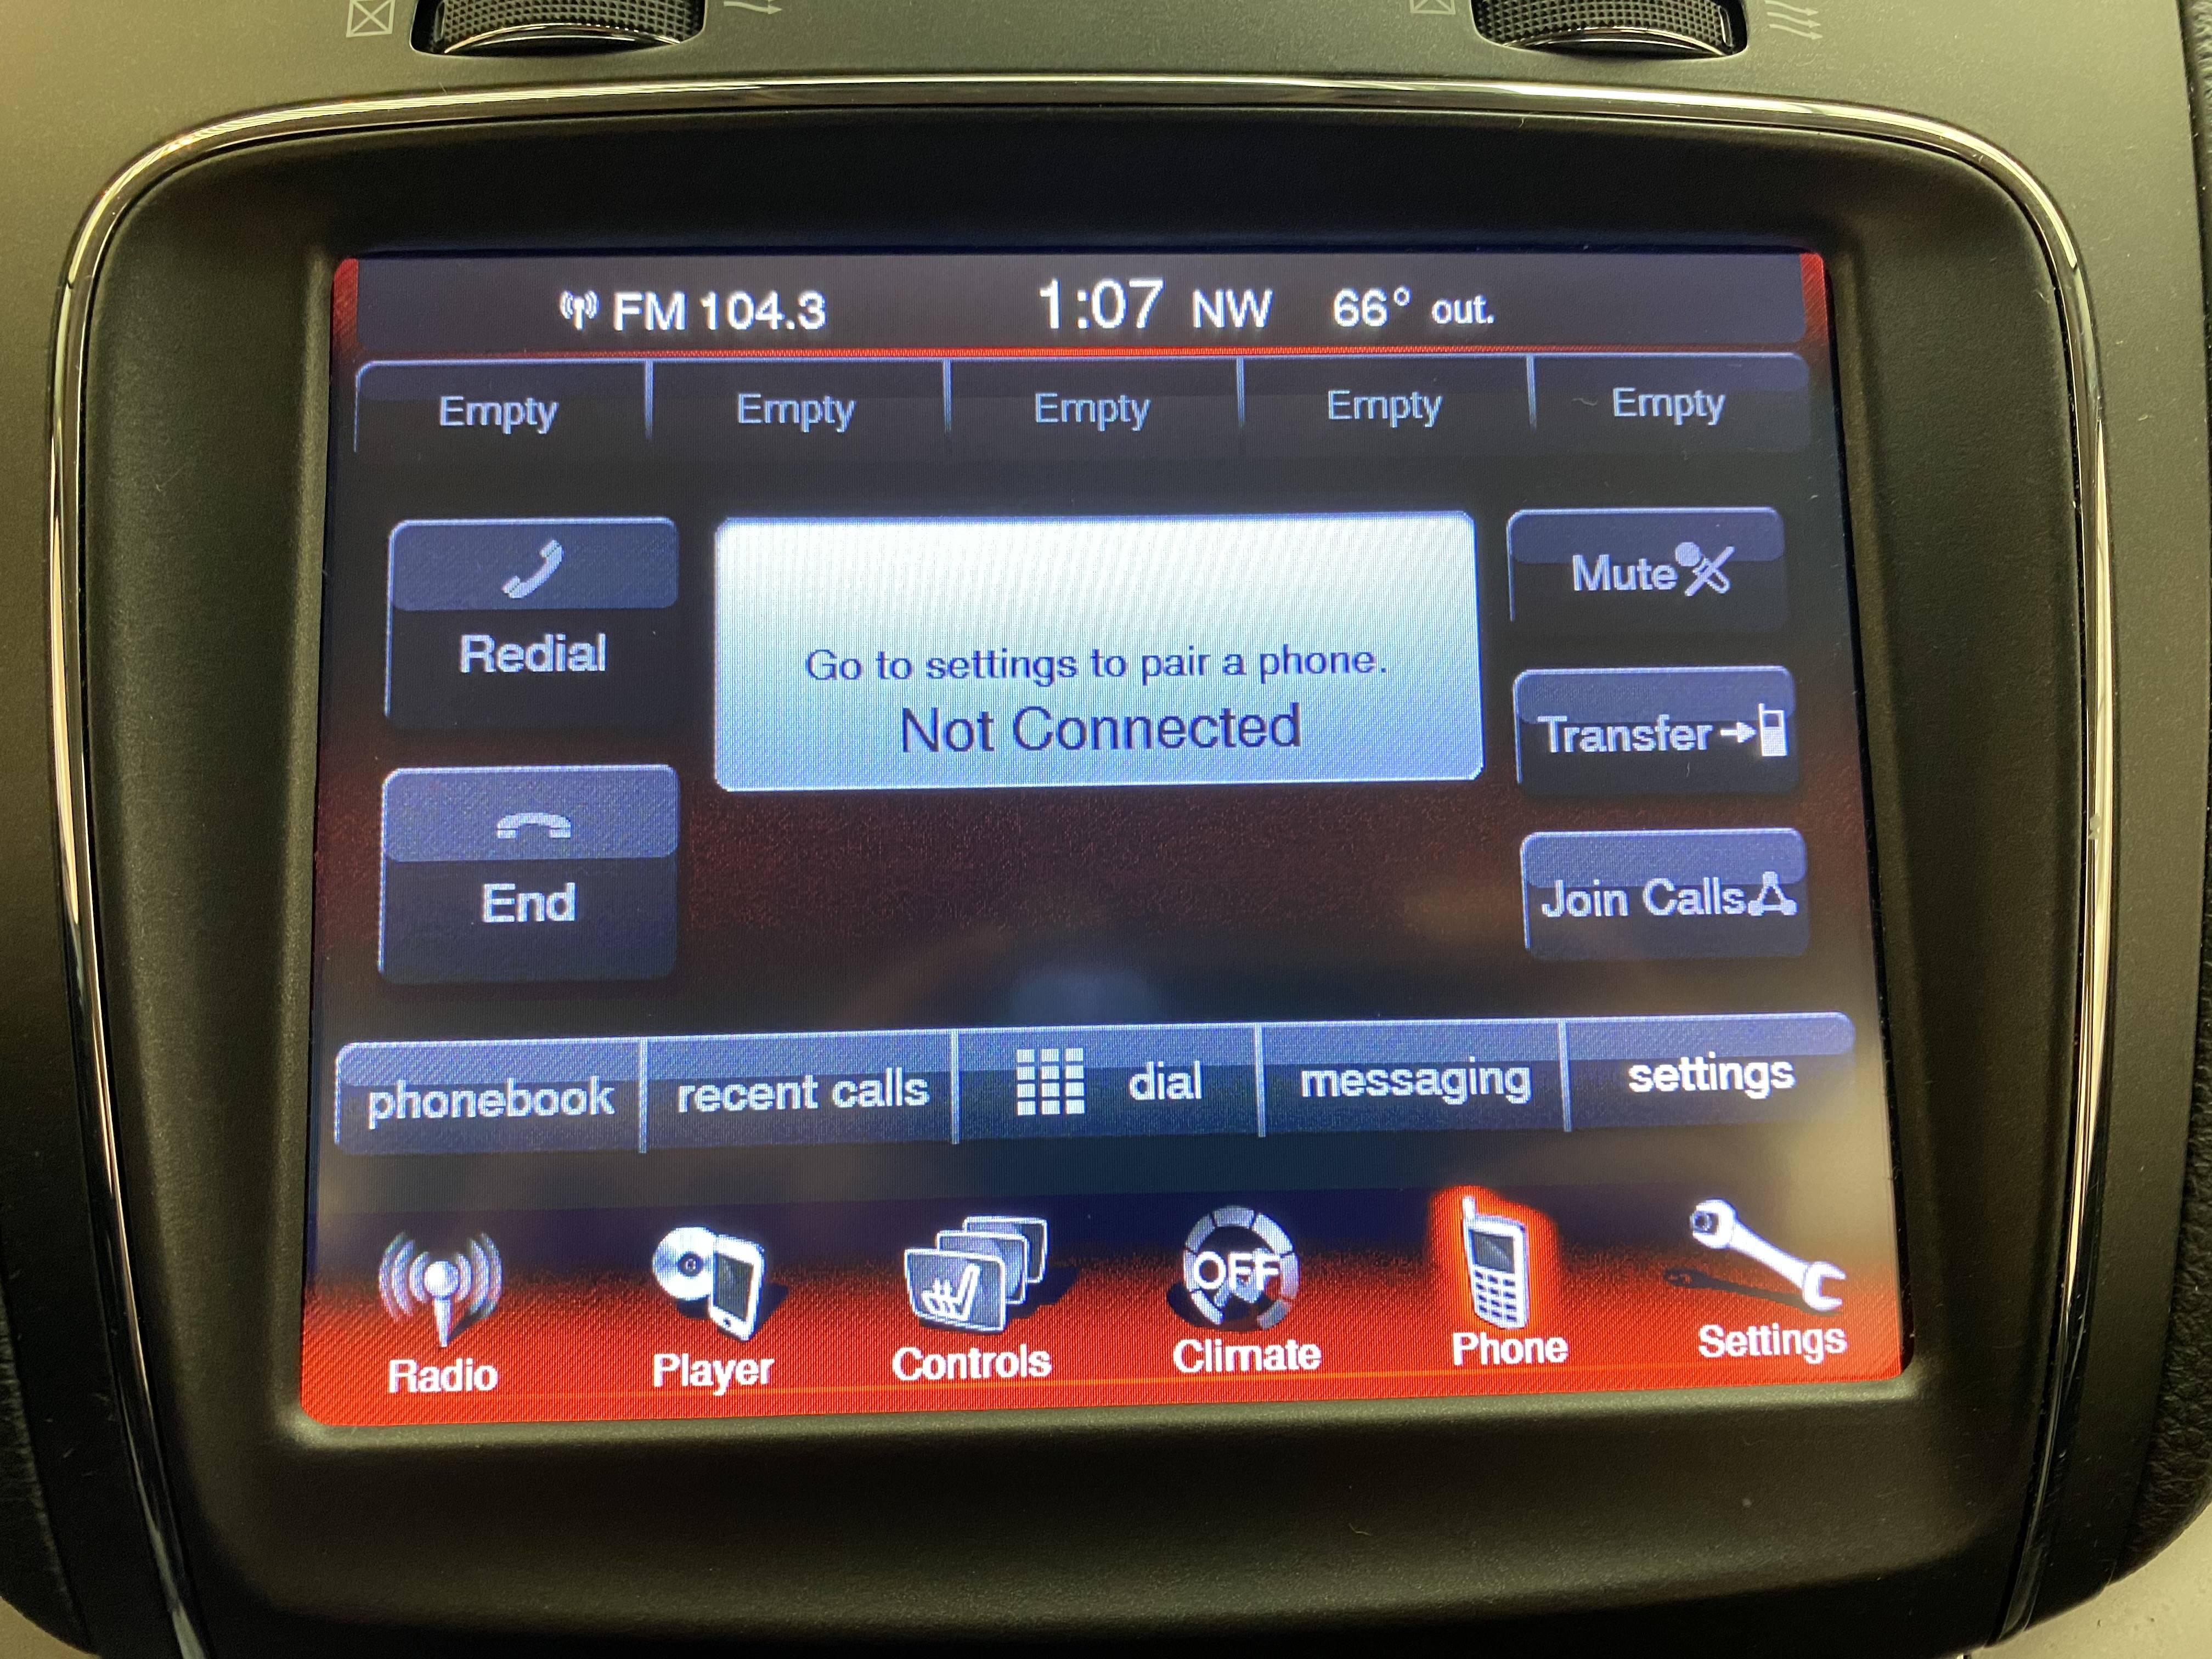 FM 104.3 1:07 NW 66° out.
Empty Empty Empty Empty Empty
Redial
Go to settings to pair a phone.
Not Connected
Mute
Transfer
End
Join Calls
phonebook recent calls dial messaging settings
OFF
Radio Player Controls Climate Phone Settings